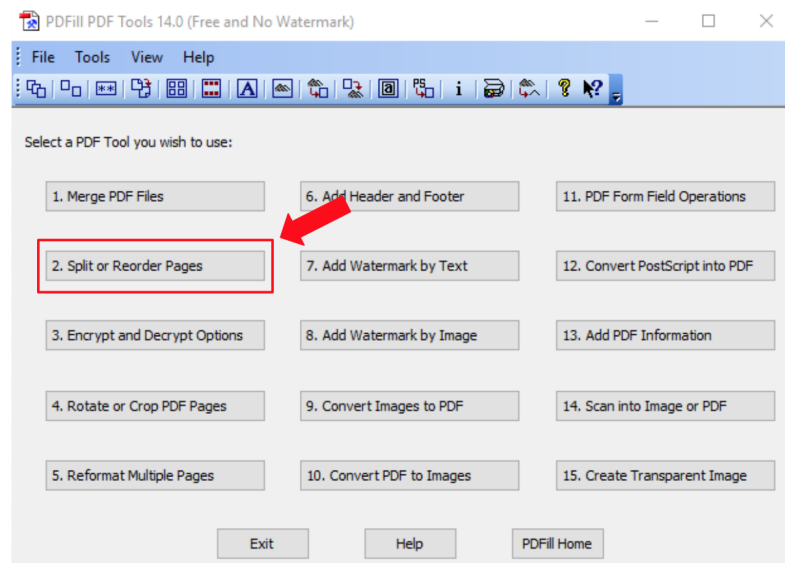 PDFill PDF Tools 14.0 (Free and No Watermark)
File Tools View Help
Select a PDF Tool you wish to use:
1. Merge PDF Files
6. Add Header and Footer
11. PDF Form Field Operations
2. Split or Reorder Pages
7. Add Watermark by Text
12. Convert PostScript into PDF
3. Encrypt and Decrypt Options
8. Add Watermark by Image
13. Add PDF Information
4. Rotate or Crop PDF Pages
9. Convert Images to PDF
14. Scan into Image or PDF
5. Reformat Multiple Pages
10. Convert PDF to Images
15. Create Transparent Image
Exit
Help
PDFill Home